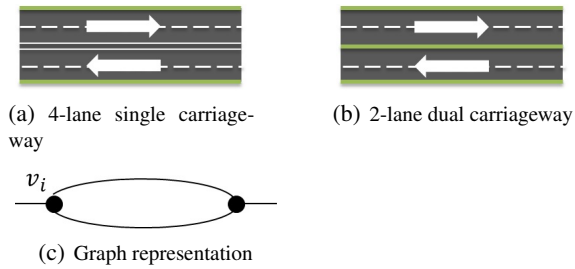 (a) 4-lane single carriage-
way
(b) 2-lane dual carriageway
v_i
(c) Graph representation